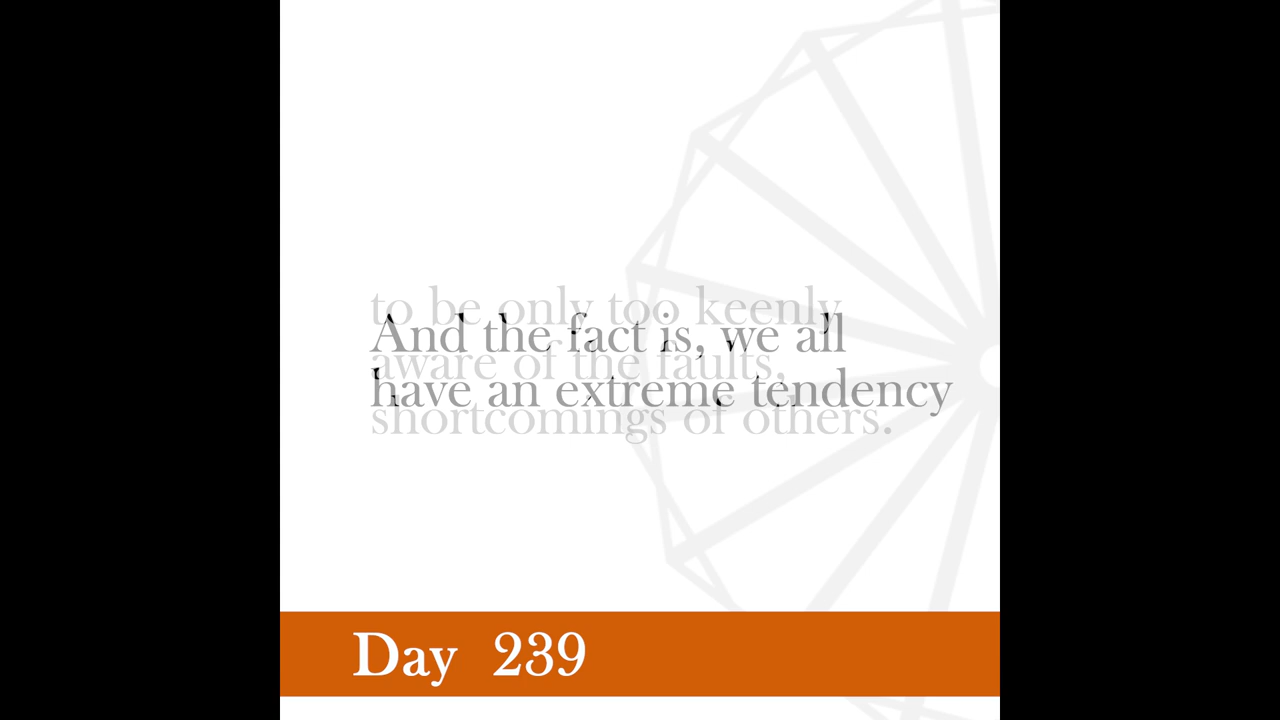 And the fact is, we all
have an extreme tendency
to be only too keenly
aware of the faults,
shortcomings of others.
Day 239